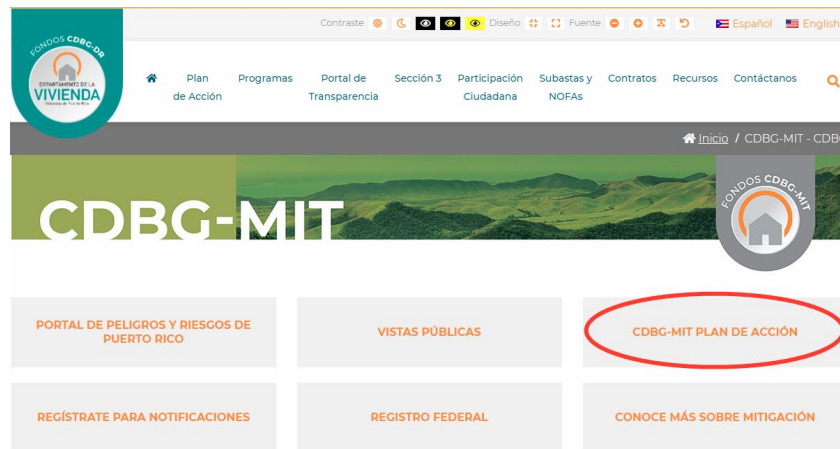 Contraste Diseño Fuente Español English
FONDOS CDBG-DR
DEPARTAMENTO DE LA
VIVIENDA
Plan de Acción
Programas
Portal de Transparencia
Sección 3
Participación Ciudadana
Subastas y NOFAs
Contratos
Recursos
Contáctanos
Inicio / CDBG-MIT - CDB
CDBG-MIT
FONDOS CDBG-MIT
PORTAL DE PELIGROS Y RIESGOS DE
PUERTO RICO
VISTAS PÚBLICAS
CDBG-MIT PLAN DE ACCIÓN
REGÍSTRATE PARA NOTIFICACIONES
REGISTRO FEDERAL
CONOCE MÁS SOBRE MITIGACIÓN